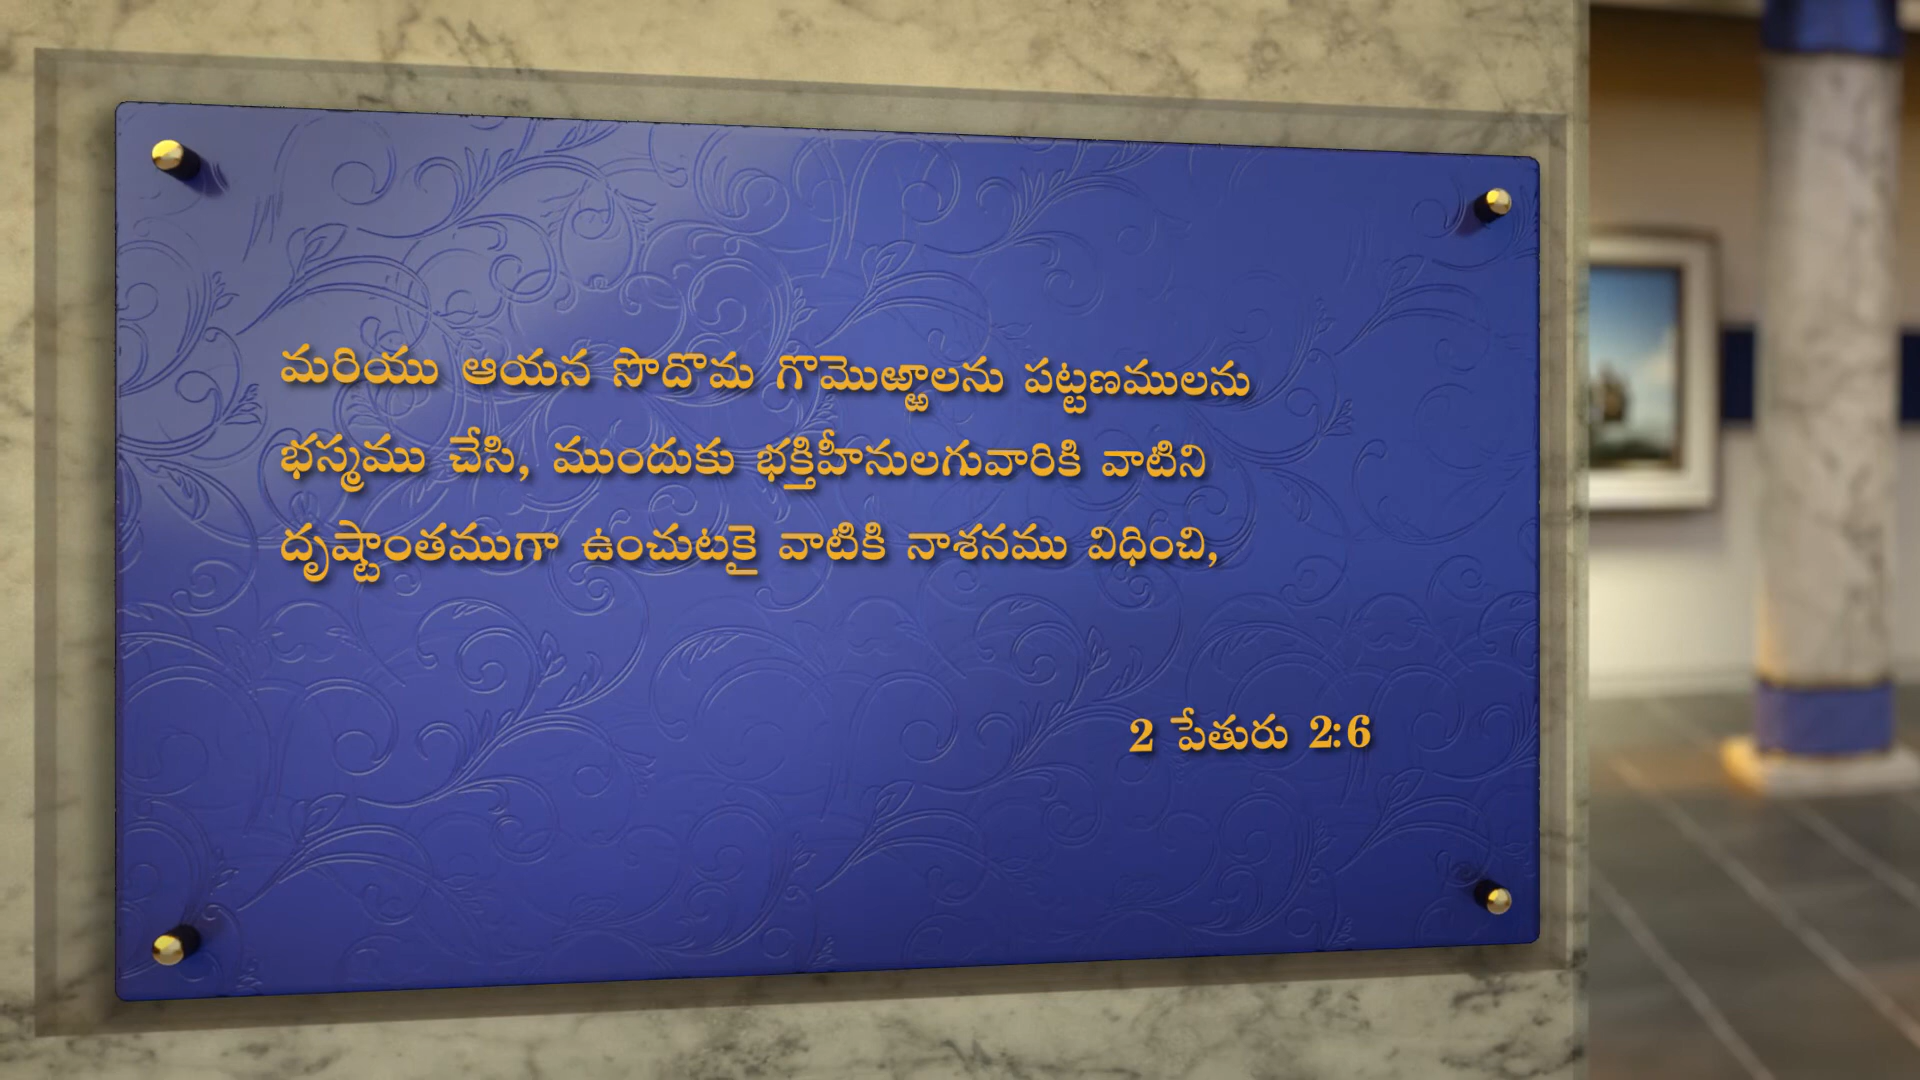 మరియు ఆయన సొదొమ గొమొఱ్ఱాలను పట్టణములను
భస్మము చేసి, ముందుకు భక్తిహీనులగువారికి వాటిని
దృష్టాంతముగా ఉంచుటకై వాటికి నాశనము విధించి,
2 పేతురు 2:6